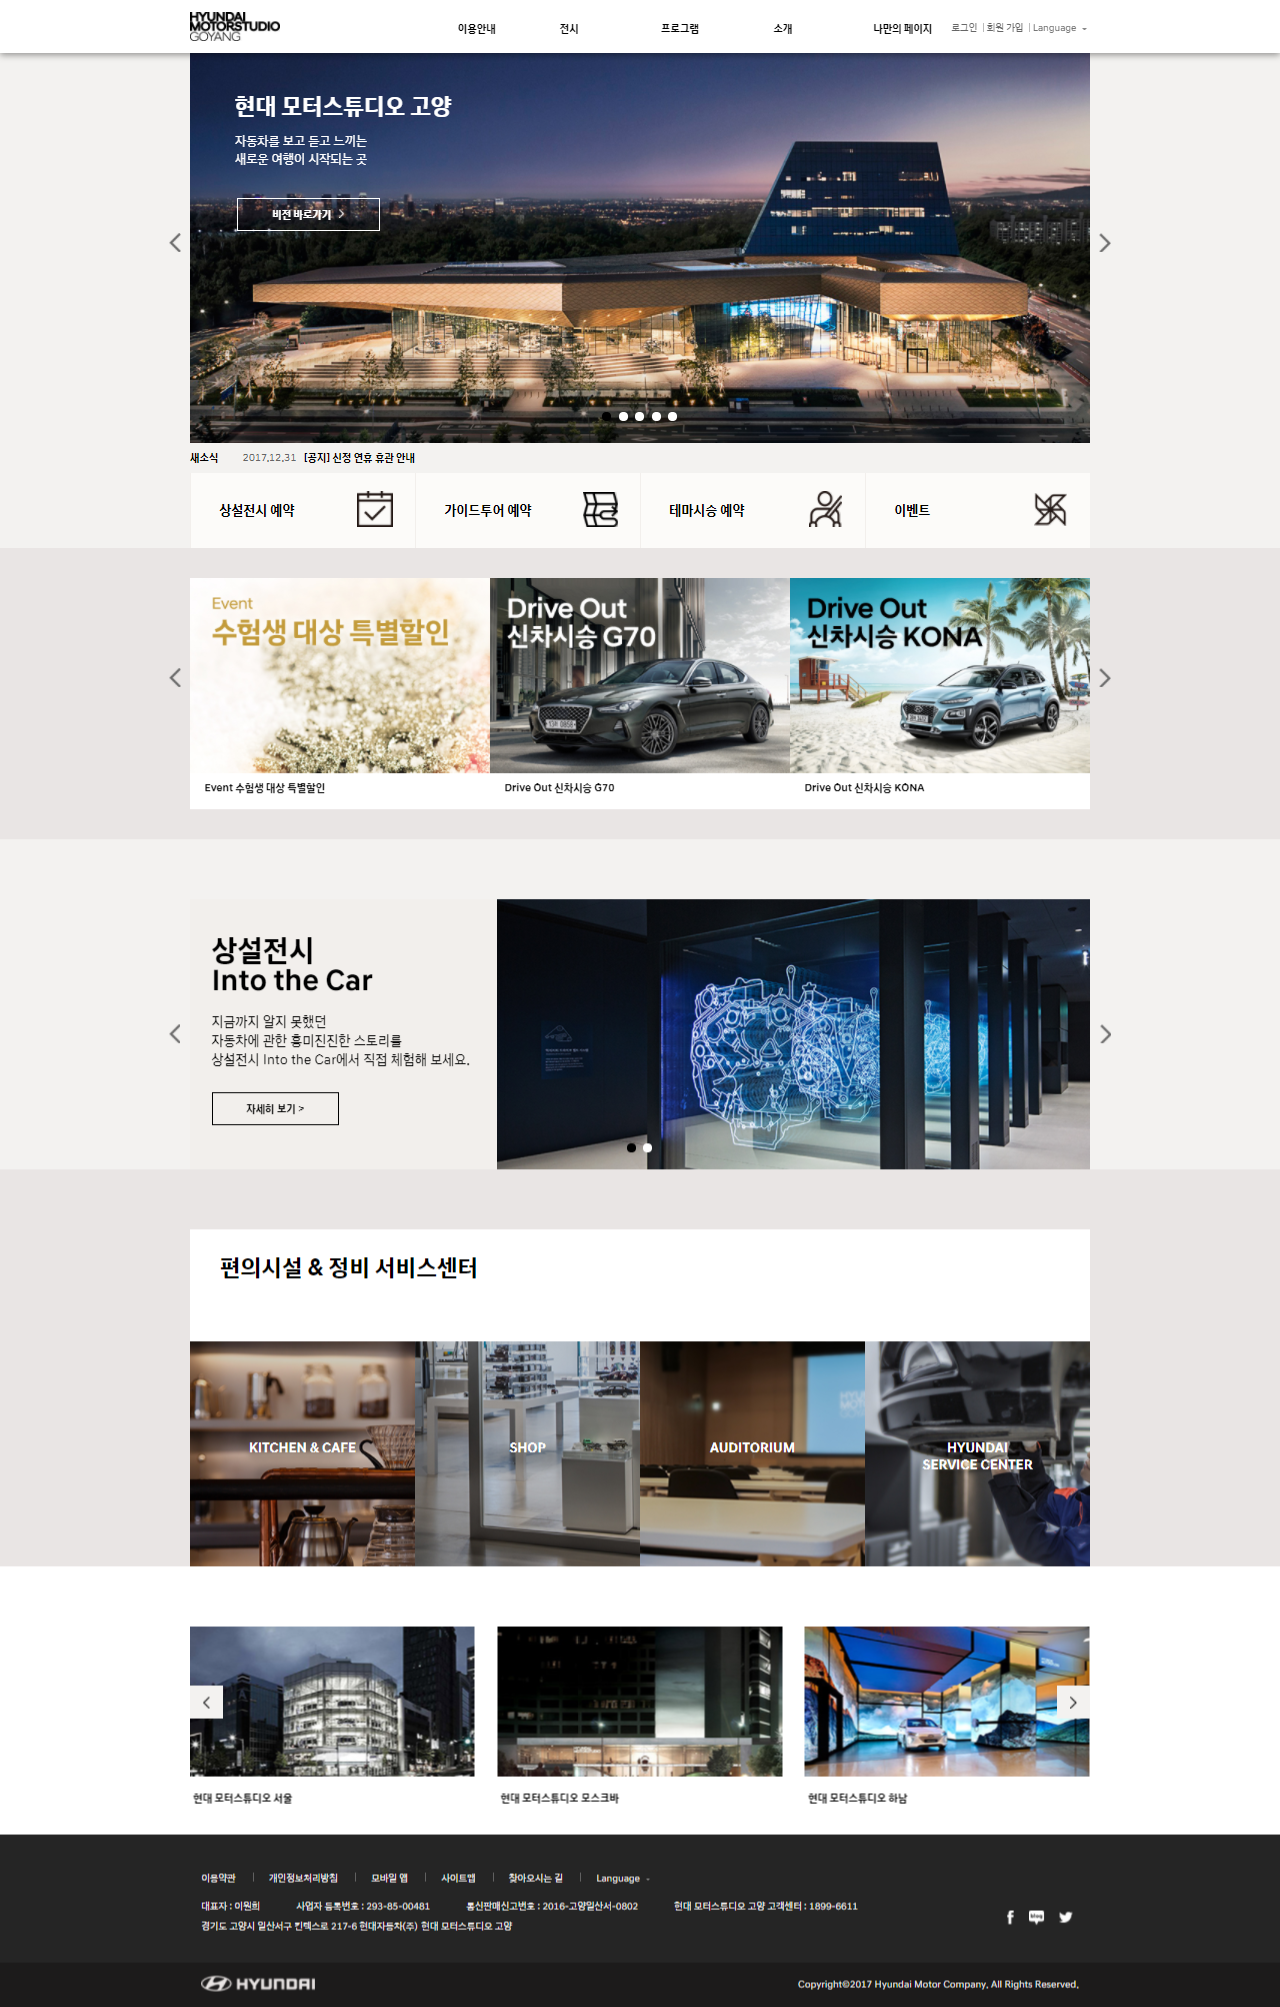 HYUNDAI
MOTORSTUDIO
GOYANG
이용안내 전시 프로그램 소개 나만의 페이지 로그인 | 회원 가입 | Language
현대 모터스튜디오 고양
자동차를 보고 듣고 느끼는
새로운 여행이 시작되는 곳
비전 바로가기 >
새소식 2017.12.31 [공지] 신정 연휴 휴관 안내
상설전시 예약 가이드투어 예약 테마시승 예약 이벤트
Event
수험생 대상 특별할인
Drive Out
신차시승 G70
Drive Out
신차시승 KONA
Event 수험생 대상 특별할인 Drive Out 신차시승 G70 Drive Out 신차시승 KONA
상설전시
Into the Car
지금까지 알지 못했던
자동차에 관한 흥미진진한 스토리를
상설전시 Into the Car에서 직접 체험해 보세요.
자세히 보기 >
편의시설 & 정비 서비스센터
KITCHEN & CAFE
SHOP
AUDITORIUM
HYUNDAI
SERVICE CENTER
현대 모터스튜디오 서울 현대 모터스튜디오 모스크바 현대 모터스튜디오 하남
이용약관 | 개인정보처리방침 | 모바일 앱 | 사이트맵 | 찾아오시는 길 | Language
대표자 : 이원희 사업자 등록번호 : 293-85-00481 통신판매신고번호 : 2016-고양일산서-0802 현대 모터스튜디오 고양 고객센터 : 1899-6611
경기도 고양시 일산서구 킨텍스로 217-6 현대자동차(주) 현대 모터스튜디오 고양
blog
HYUNDAI
Copyright©2017 Hyundai Motor Company. All Rights Reserved.